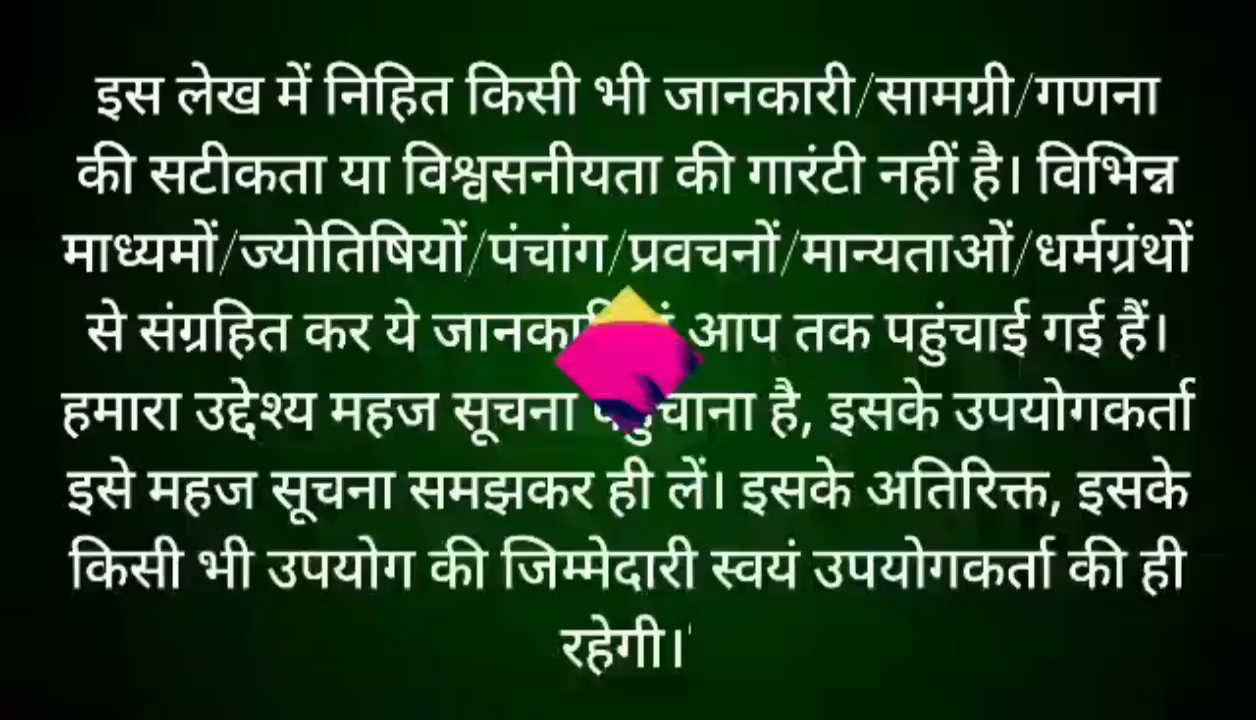 इस लेख में निहित किसी भी जानकारी/सामग्री/गणना
की सटीकता या विश्वसनीयता की गारंटी नहीं है। विभिन्न
माध्यमों/ज्योतिषियों/पंचांग/प्रवचनों/मान्यताओं/धर्मग्रंथों
से संग्रहित कर ये आप तक पहुंचाई गई हैं।
हमारा उद्देश्य महज सूचना है, इसके उपयोगकर्ता
इसे महज सूचना समझकर ही लें। इसके अतिरिक्त, इसके
किसी भी उपयोग की जिम्मेदारी स्वयं उपयोगकर्ता की ही
रहेगी।'